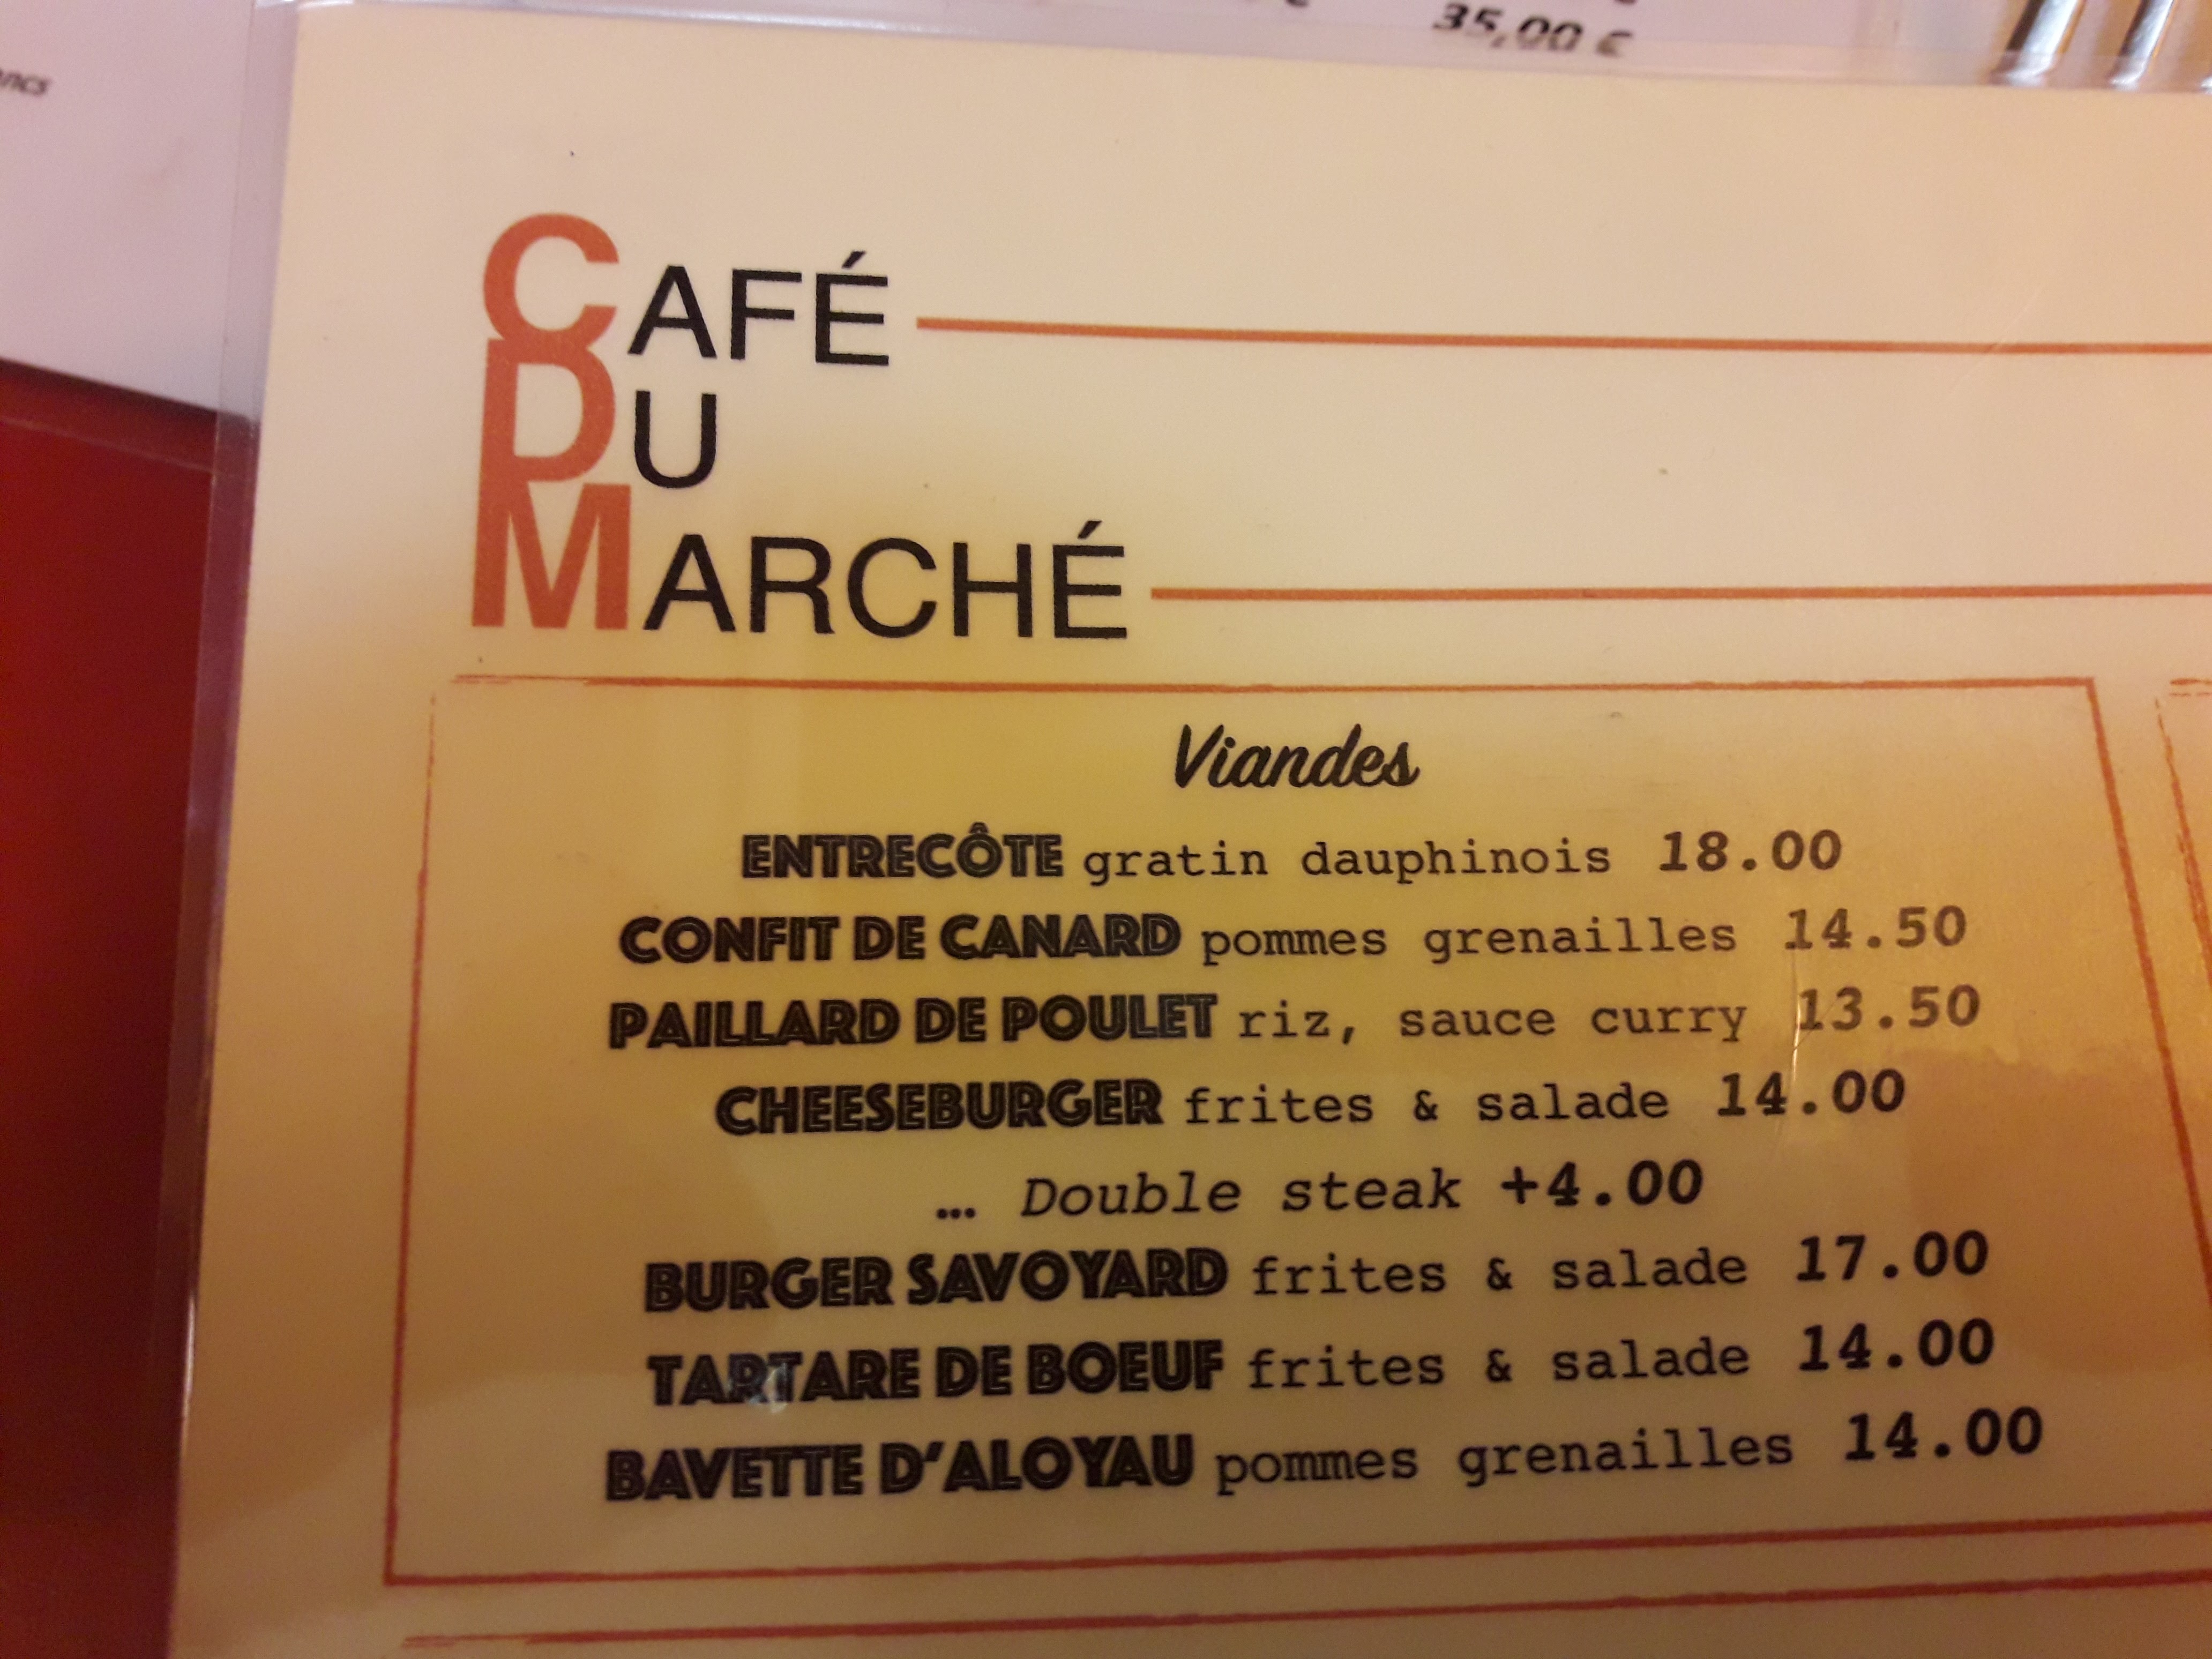 35,00 €
CAFÉ
DU
MARCHÉ
Viandes
ENTRECÔTE gratin dauphinois 18.00
CONFIT DE CANARD pommes grenailles 14.50
PAILLARD DE POULET riz, sauce curry 13.50
CHEESEBURGER frites & salade 14.00
... Double steak +4.00
BURGER SAVOYARD frites & salade 17.00
TARTARE DE BOEUF frites & salade 14.00
BAVETTE D'ALOYAU pommes grenailles 14.00